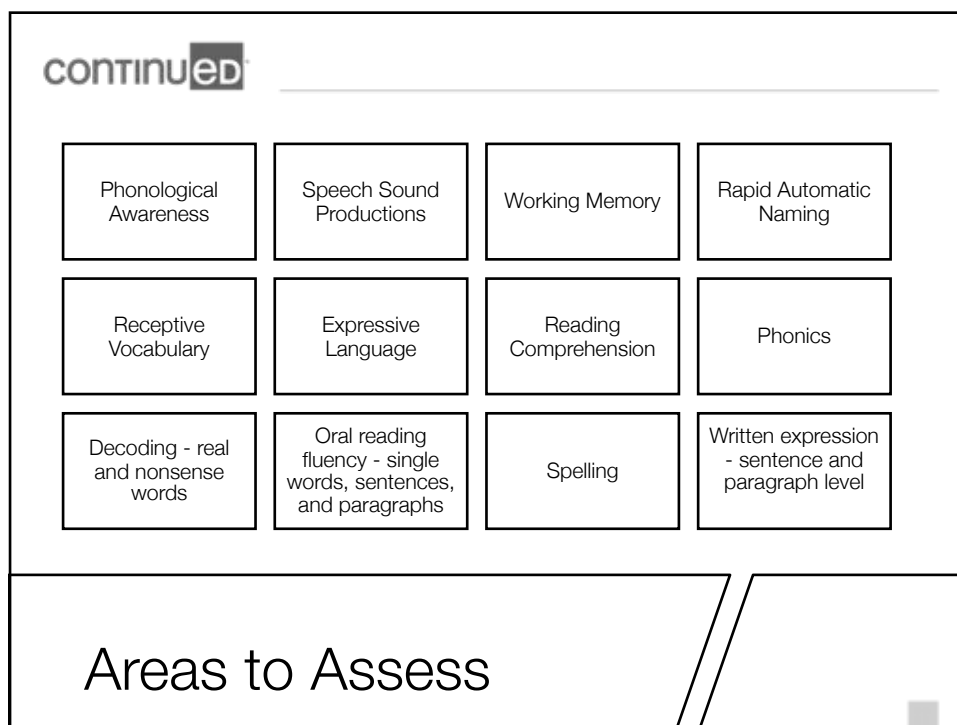 continued
Phonological
Awareness
Speech Sound
Productions
Working Memory
Rapid Automatic
Naming
Receptive
Vocabulary
Expressive
Language
Reading
Comprehension
Phonics
Decoding - real
and nonsense
words
Oral reading
fluency - single
words, sentences,
and paragraphs
Spelling
Written expression
- sentence and
paragraph level
Areas to Assess